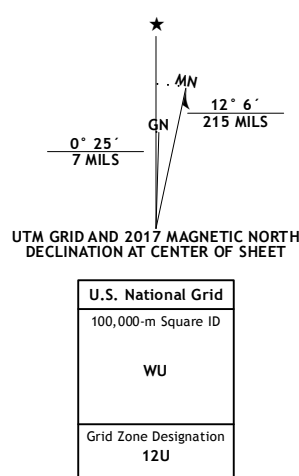 MN
GN
12° 6´
215 MILS
0° 25´
7 MILS
UTM GRID AND 2017 MAGNETIC NORTH
DECLINATION AT CENTER OF SHEET
U.S. National Grid
100,000-m Square ID
WU
Grid Zone Designation
12U